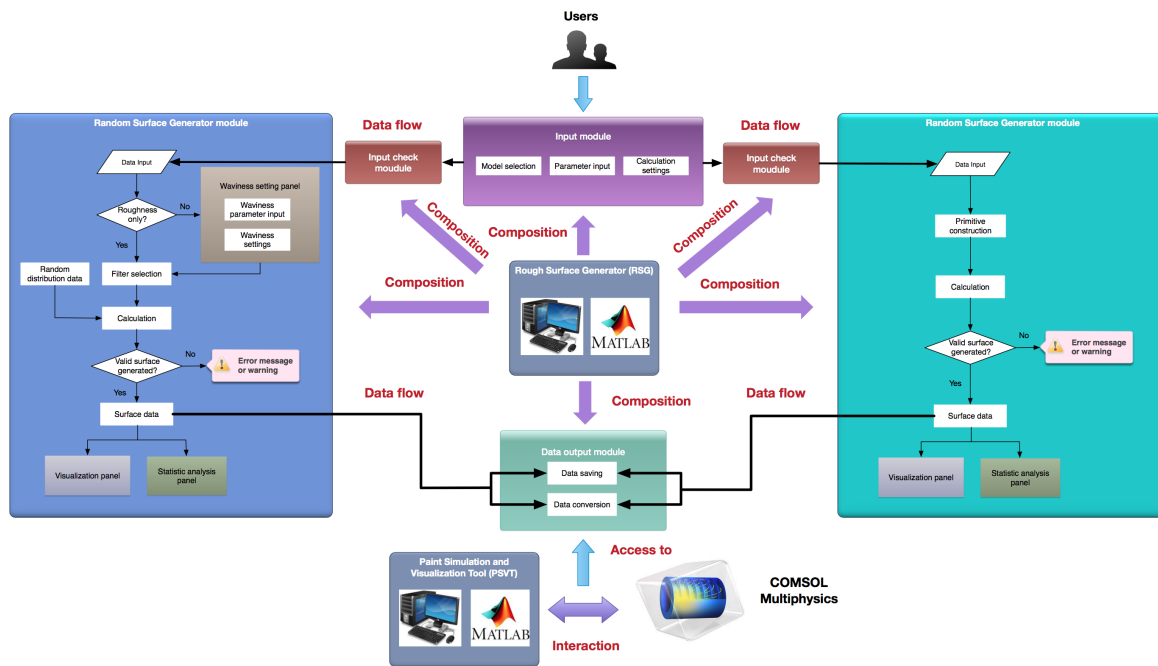 Users
Random Surface Generator module
Data Input
Roughness
only?
No
Yes
Waviness setting panel
Waviness
parameter input
Waviness
settings
Random
distribution data
Filter selection
Calculation
Valid surface
generated?
No
Error message
or warning
Yes
Surface data
Visualization panel
Statistic analysis
panel
Data flow
Input check
moudule
Input module
Model selection
Parameter input
Calculation
settings
Data flow
Input check
moudule
Composition
Composition
Composition
Composition
Rough Surface Generator (RSG)
MATLAB
Composition
Composition
Data flow
Data flow
Data output module
Data saving
Data conversion
Access to
Paint Simulation and
Visualization Tool (PSVT)
MATLAB
Interaction
COMSOL
Multiphysics
Random Surface Generator module
Data Input
Primitive
construction
Calculation
Valid surface
generated?
No
Error message
or warning
Yes
Surface data
Visualization panel
Statistic analysis
panel